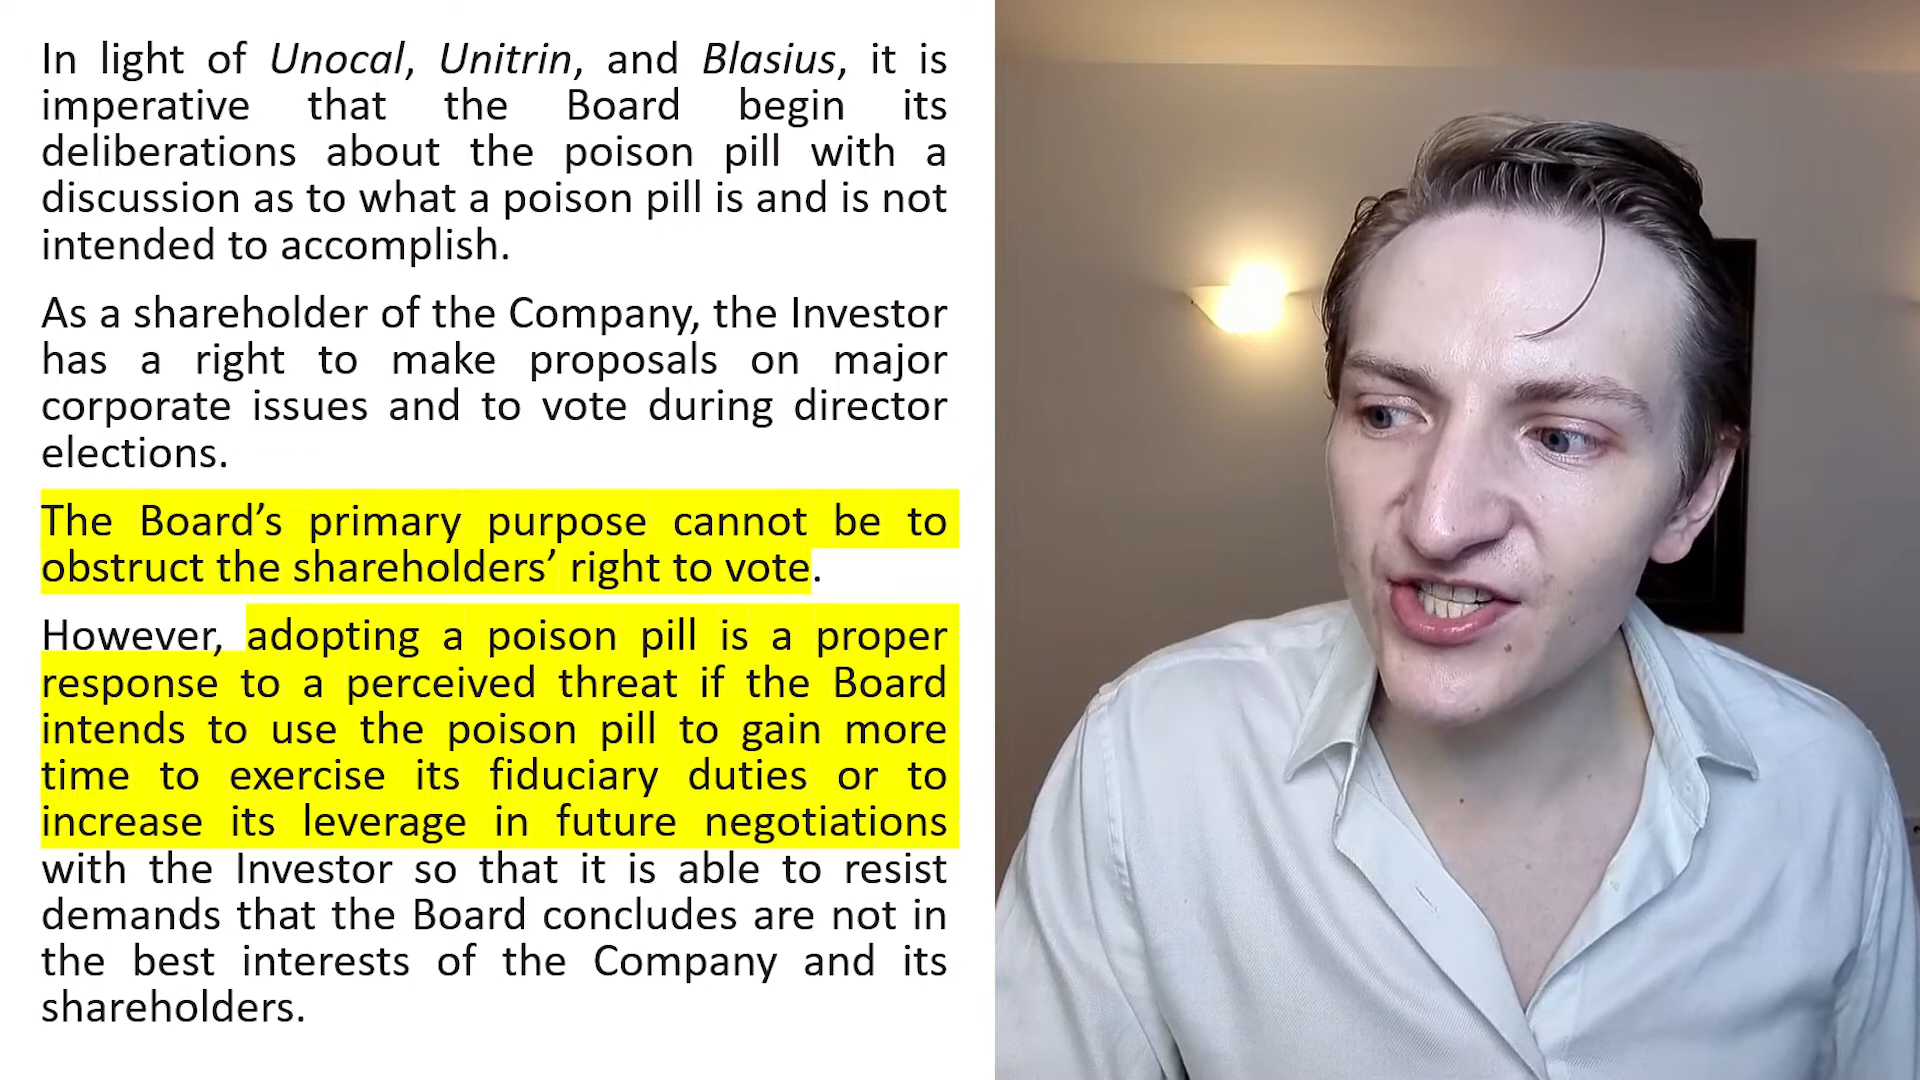 In light of Unocal, Unitrin, and Blasius, it is
imperative that the Board begin its
deliberations about the poison pill with a
discussion as to what a poison pill is and is not
intended to accomplish.
As a shareholder of the Company, the Investor
has a right to make proposals on major
corporate issues and to vote during director
elections.
The Board’s primary purpose cannot be to
obstruct the shareholders’ right to vote.
However, adopting a poison pill is a proper
response to a perceived threat if the Board
intends to use the poison pill to gain more
time to exercise its fiduciary duties or to
increase its leverage in future negotiations
with the Investor so that it is able to resist
demands that the Board concludes are not in
the best interests of the Company and its
shareholders.